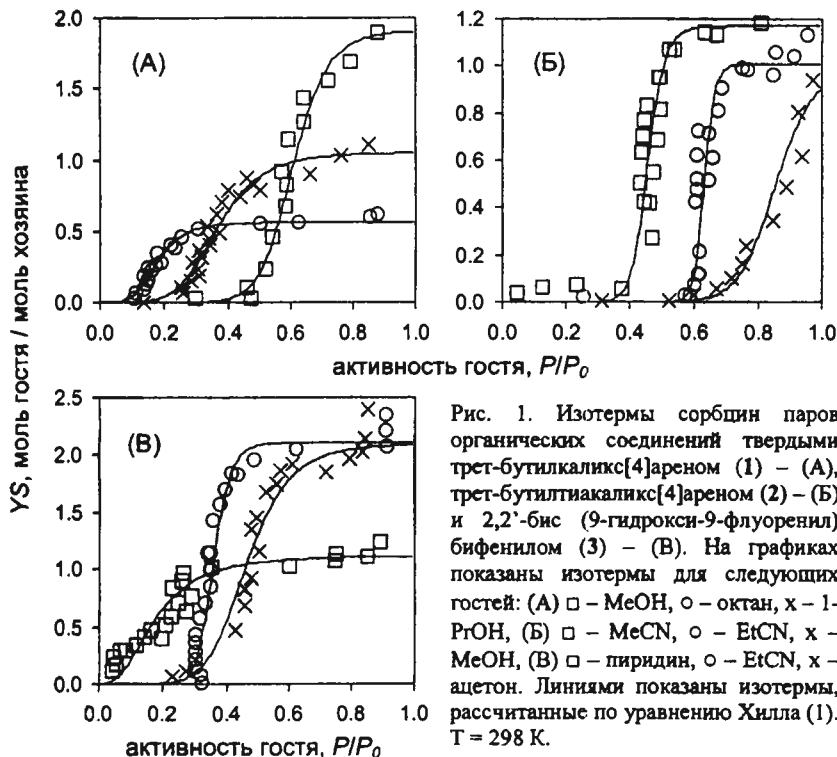 2.0
1.5
1.0
0.5
0.0
(А)
0.0 0.2 0.4 0.6 0.8 1.0
1.2
1.0
0.8
0.6
0.4
0.2
0.0
(Б)
0.0 0.2 0.4 0.6 0.8 1.0
активность гостя, P/P₀
YS, моль гостя / моль хозяина
2.5
2.0
1.5
1.0
0.5
0.0
(В)
0.0 0.2 0.4 0.6 0.8 1.0
активность гостя, P/P₀
Рис. 1. Изотермы сорбции паров
органических соединений твердыми
трет-бутилкаликс[4]ареном (1) – (А),
трет-бутилтиакаликс[4]ареном (2) – (Б)
и 2,2`-бис (9-гидрокси-9-флуоренил)
бифенилом (3) – (В). На графиках
показаны изотермы для следующих
гостей: (А) □ – MeOH, ○ – октан, x – 1-
PrOH, (Б) □ – MeCN, ○ – EtCN, x –
MeOH, (В) □ – пиридин, ○ – EtCN, x –
ацетон. Линиями показаны изотермы,
рассчитанные по уравнению Хилла (1).
T = 298 K.